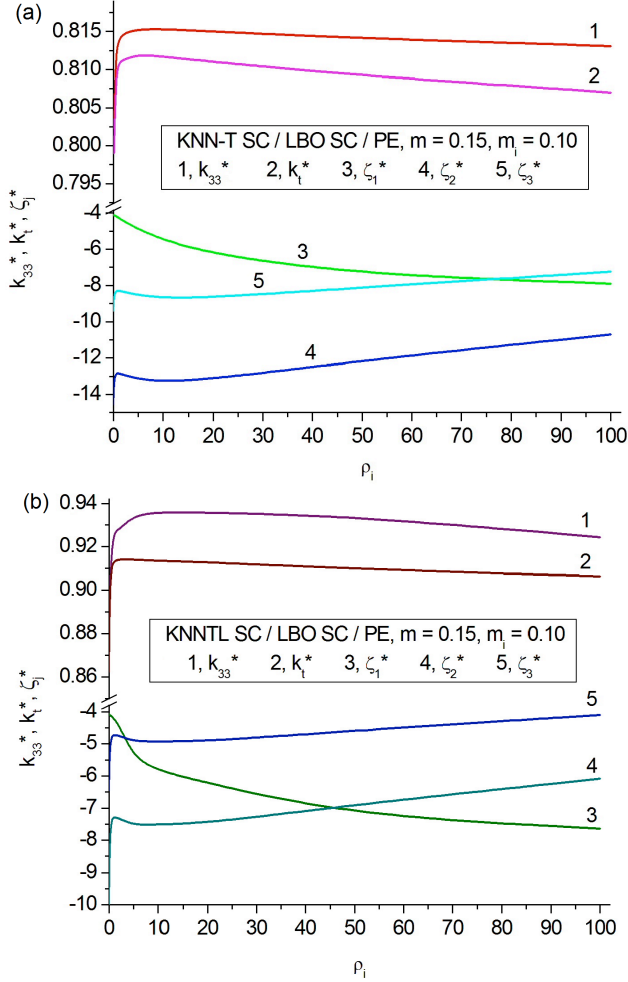 (a)
0.815
0.810
0.805
0.800
0.795
-4
-6
-8
-10
-12
-14
k₃₃*, kₜ*, ζⱼ*
1
2
KNN-T SC / LBO SC / PE, m = 0.15, mᵢ = 0.10
1, k₃₃* 2, kₜ* 3, ζ₁* 4, ζ₂* 5, ζ₃*
3
5
4
0 10 20 30 40 50 60 70 80 90 100
ρᵢ
(b)
0.94
0.92
0.90
0.88
0.86
-4
-5
-6
-7
-8
-9
-10
k₃₃*, kₜ*, ζⱼ*
1
2
KNNTL SC / LBO SC / PE, m = 0.15, mᵢ = 0.10
1, k₃₃* 2, kₜ* 3, ζ₁* 4, ζ₂* 5, ζ₃*
5
4
3
0 10 20 30 40 50 60 70 80 90 100
ρᵢ